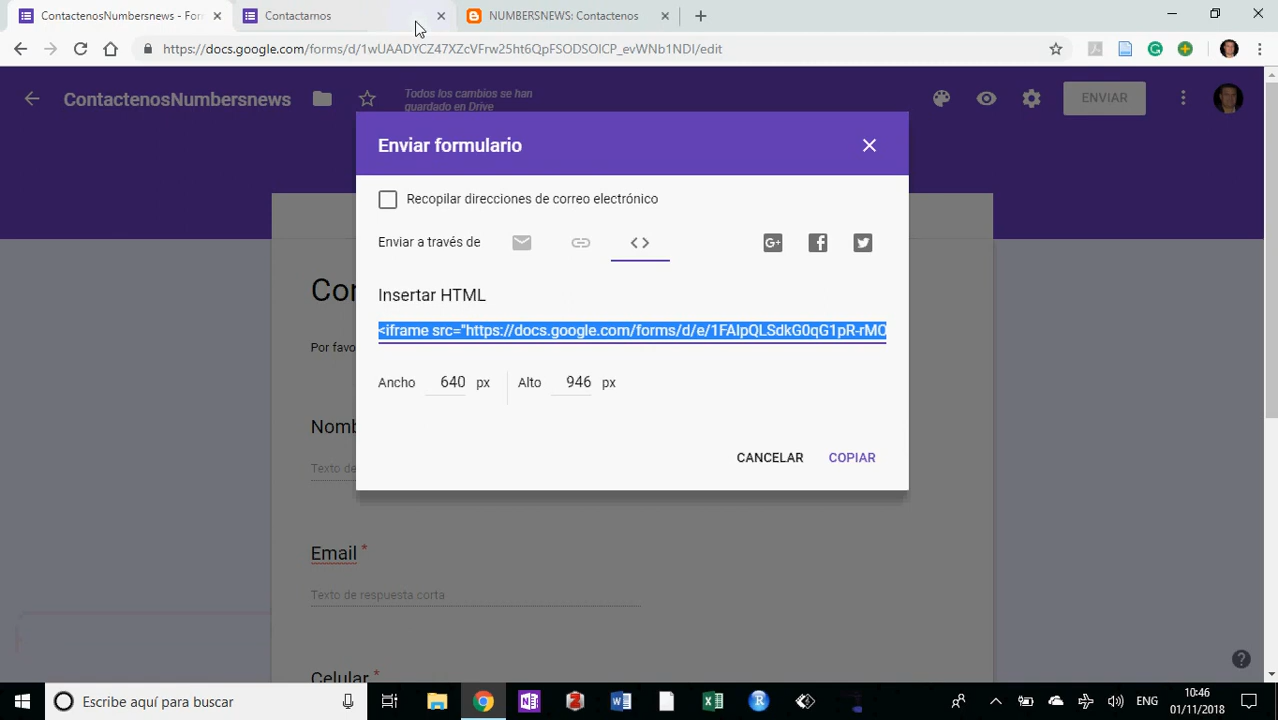 ContactenosNumbersnews - For
Contactamos
NUMBERSNEWS: Contactenos
https://docs.google.com/forms/d/1wUAADYCZ47XZcVFrw25ht6QpFSODSOICP_evWNb1NDI/edit
ContactenosNumbersnews
Todos los cambios se han
guardado en Drive
ENVIAR
Enviar formulario
Recopilar direcciones de correo electrónico
Enviar a través de
Insertar HTML
<iframe src="https://docs.google.com/forms/d/e/1FAIpQLSdkG0qG1pR-rMO
Ancho 640 px Alto 946 px
CANCELAR COPIAR
Con
Por favo
Nomb
Texto de
Email *
Texto de respuesta corta
Celular *
Escribe aquí para buscar
ENG
10:46
01/11/2018